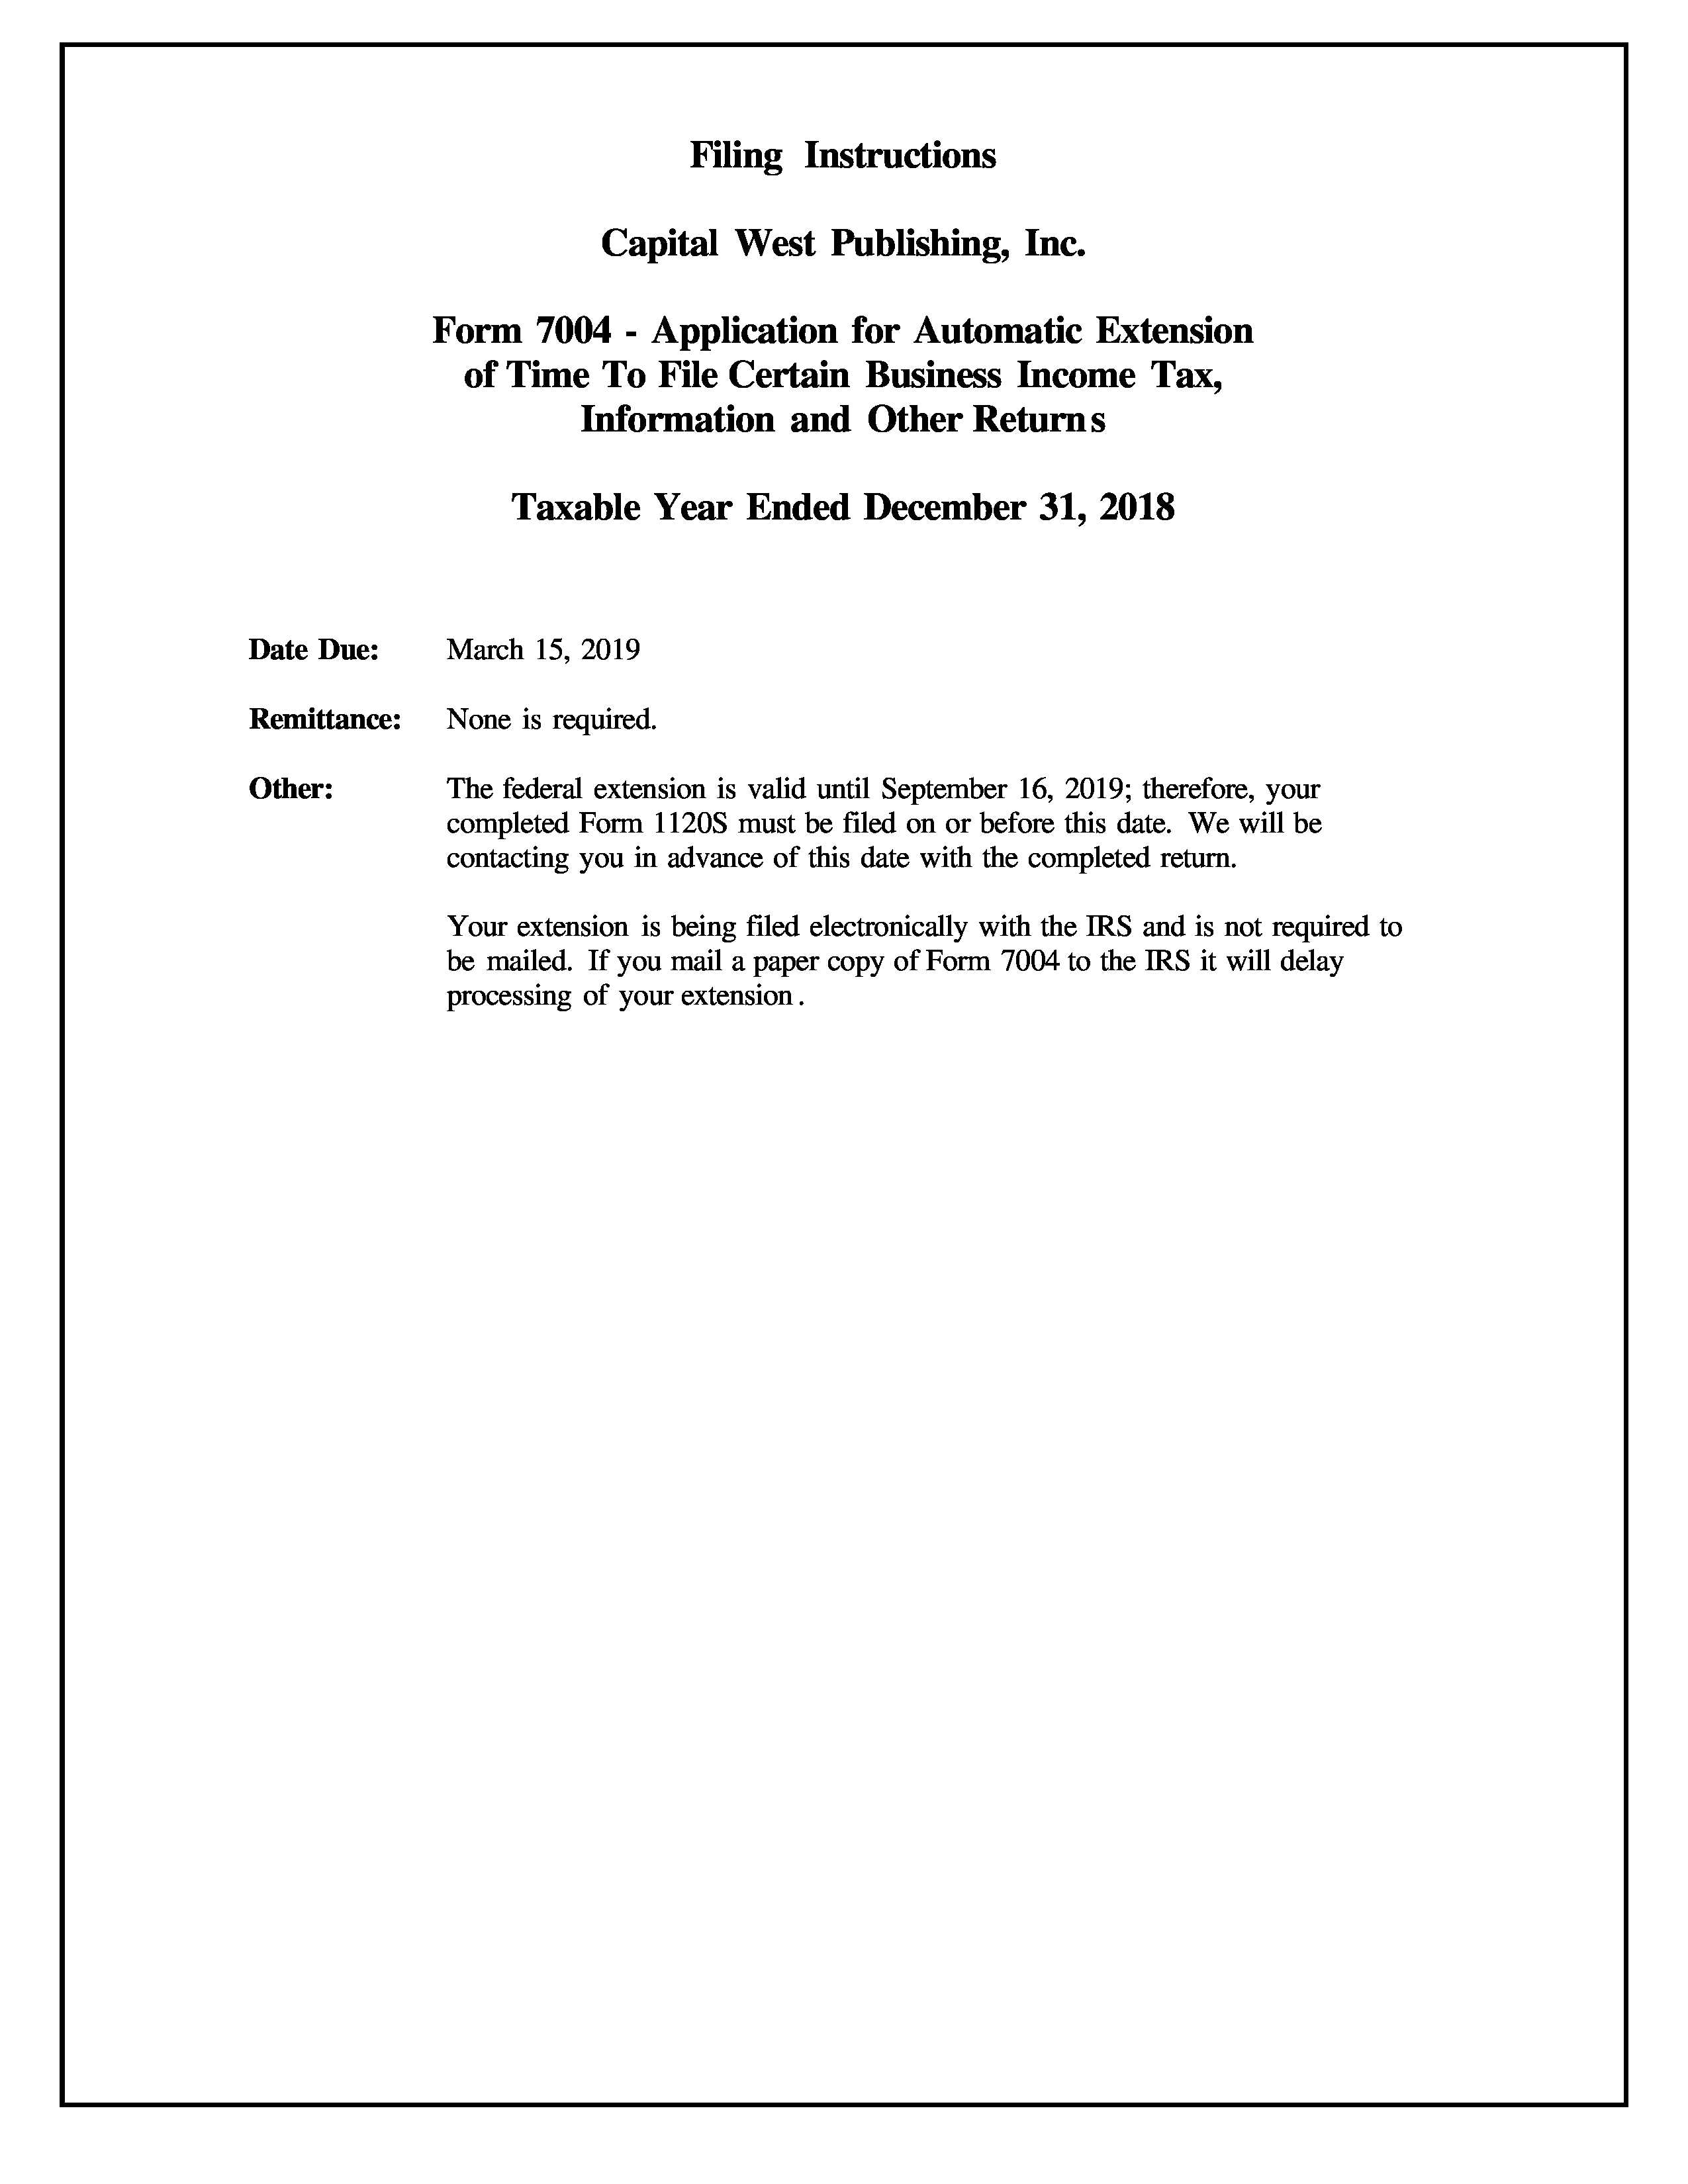 Filing Instructions
Capital West Publishing, Inc.
Form 7004 - Application for Automatic Extension
of Time To File Certain Business Income Tax,
Information and Other Returns
Taxable Year Ended December 31, 2018
Date Due: March 15, 2019
Remittance: None is required.
Other: The federal extension is valid until September 16, 2019; therefore, your
completed Form 1120S must be filed on or before this date. We will be
contacting you in advance of this date with the completed return.
Your extension is being filed electronically with the IRS and is not required to
be mailed. If you mail a paper copy of Form 7004 to the IRS it will delay
processing of your extension.